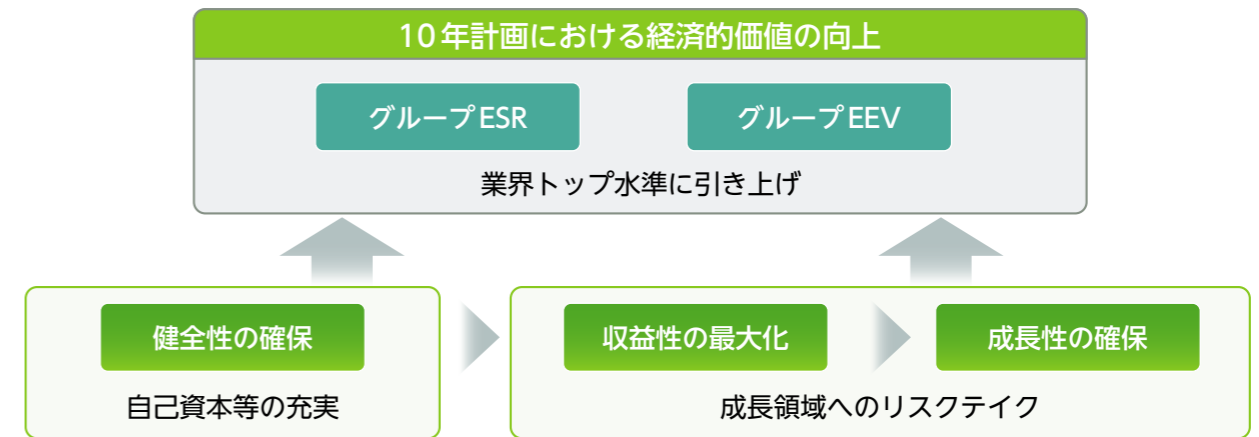 10年計画における経済的価値の向上
グループESR
グループEEV
業界トップ水準に引き上げ
健全性の確保
自己資本等の充実
収益性の最大化
成長性の確保
成長領域へのリスクテイク